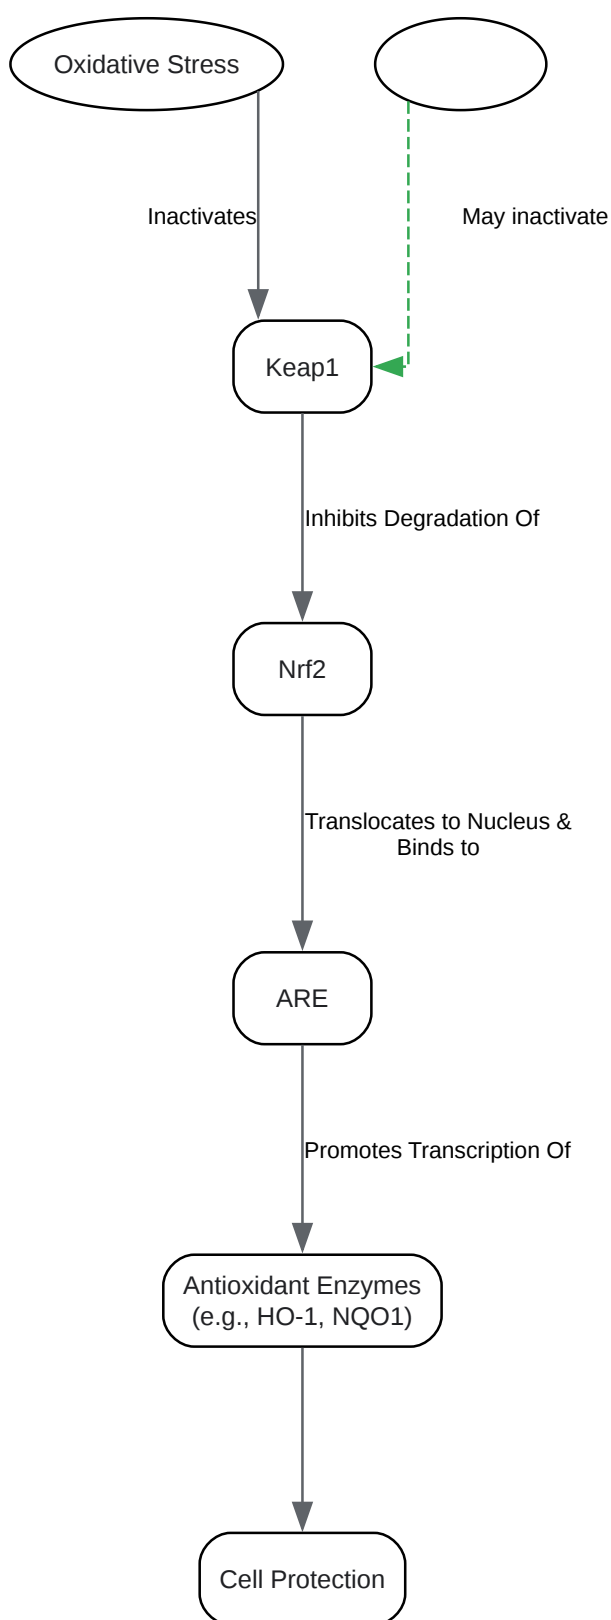 Oxidative Stress
Inactivates
May inactivate
Keap1
Inhibits Degradation Of
Nrf2
Translocates to Nucleus &
Binds to
ARE
Promotes Transcription Of
Antioxidant Enzymes
(e.g., HO-1, NQO1)
Cell Protection